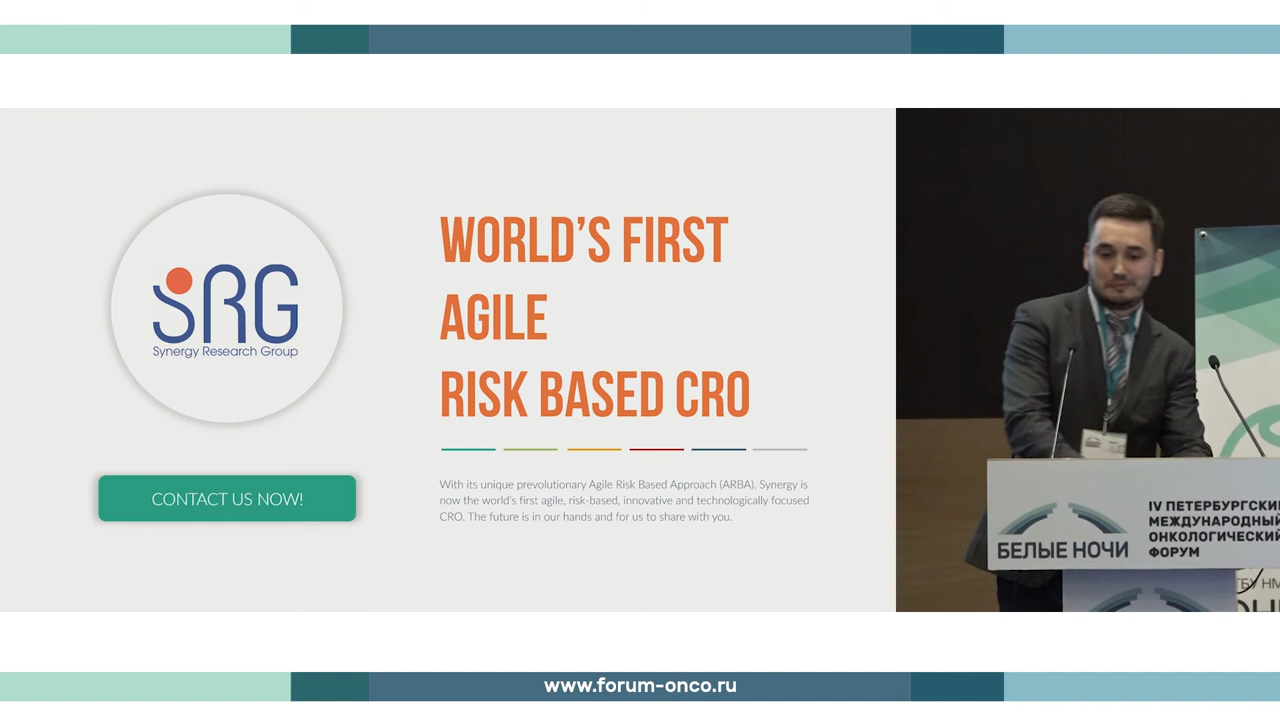 SRG
Synergy Research Group
CONTACT US NOW!
WORLD'S FIRST
AGILE
RISK BASED CRO
With its unique prevolutionary Agile Risk Based Approach (ARBA), Synergy is
now the world's first agile, risk-based, innovative and technologically focused
CRO. The future is in our hands and for us to share with you.
БЕЛЫЕ НОЧИ
IV ПЕТЕРБУРГСКИ
МЕЖДУНАРОДНЫ
ОНКОЛОГИЧЕСКИЙ
ФОРУМ
www.forum-onco.ru